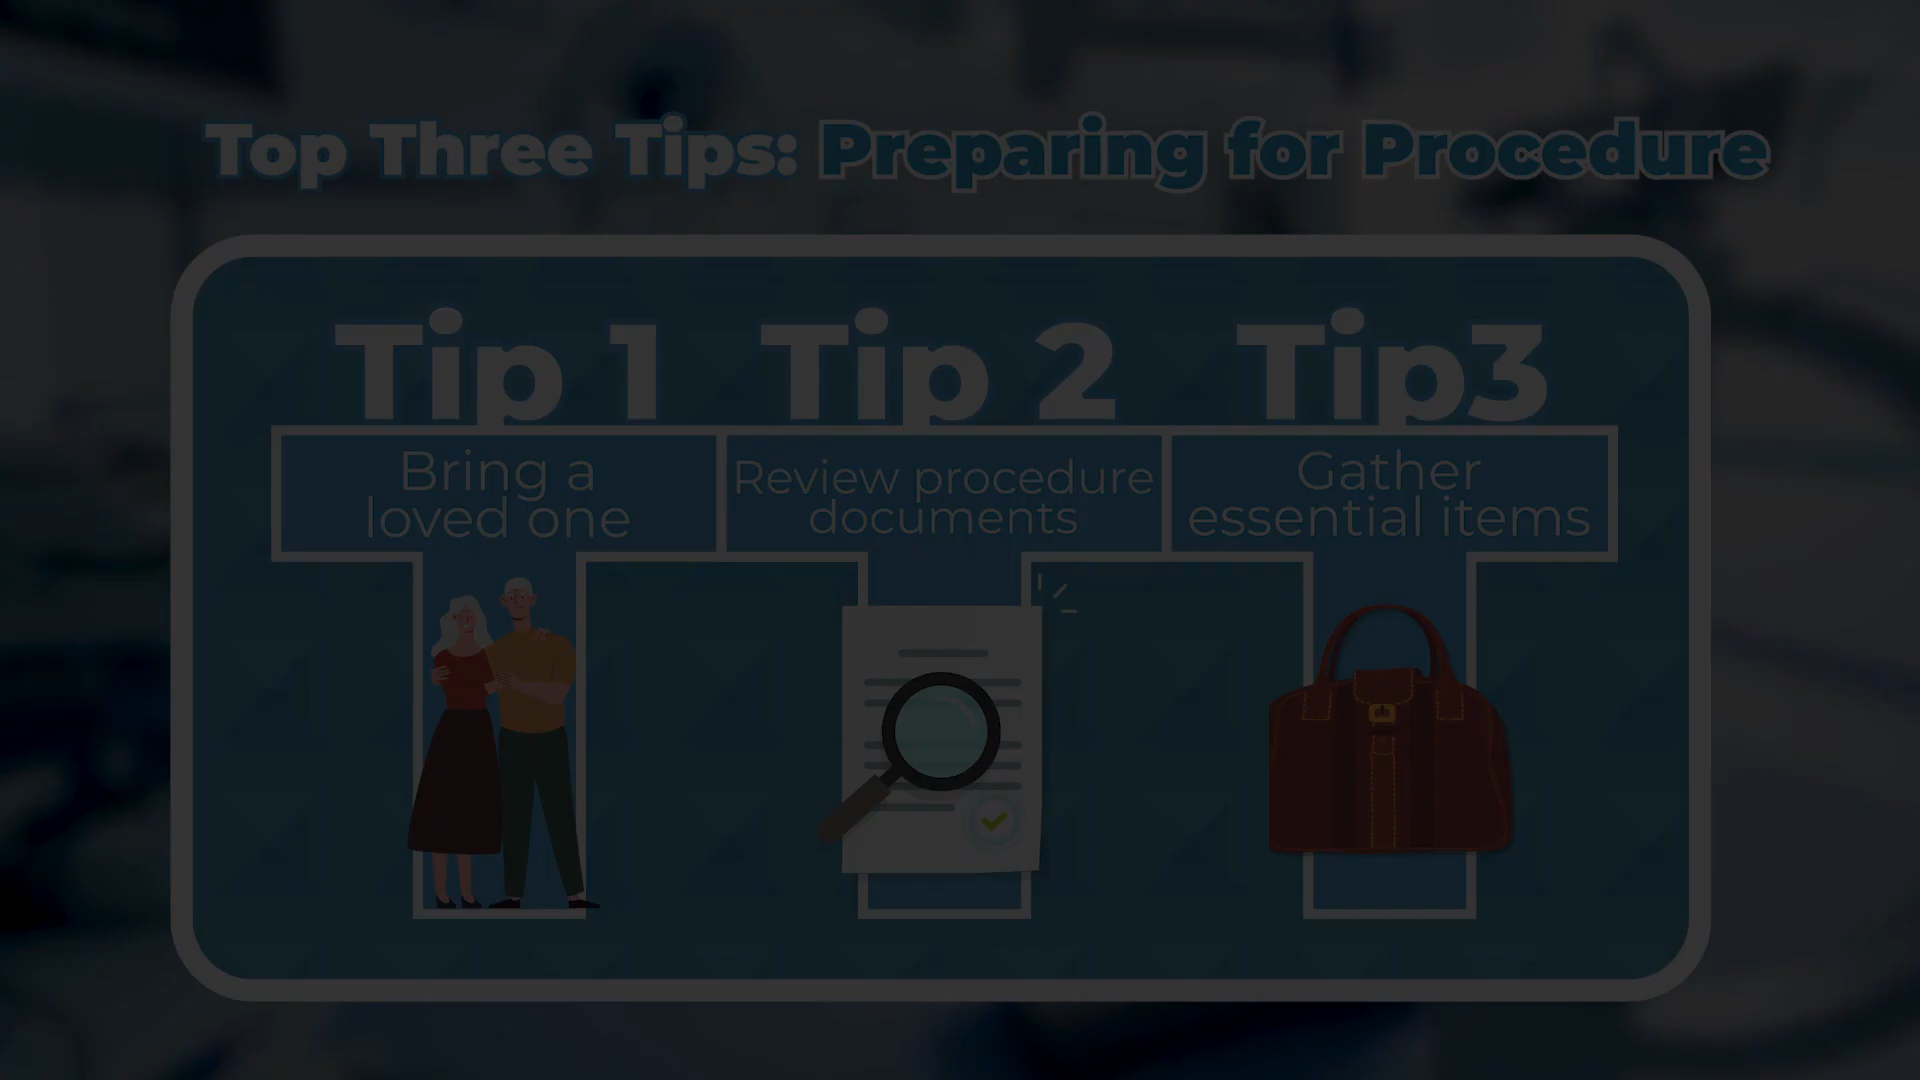 Top Three Tips: Preparing for Procedure
Tip 1
Bring a
loved one
Tip 2
Review procedure
documents
Tip3
Gather
essential items